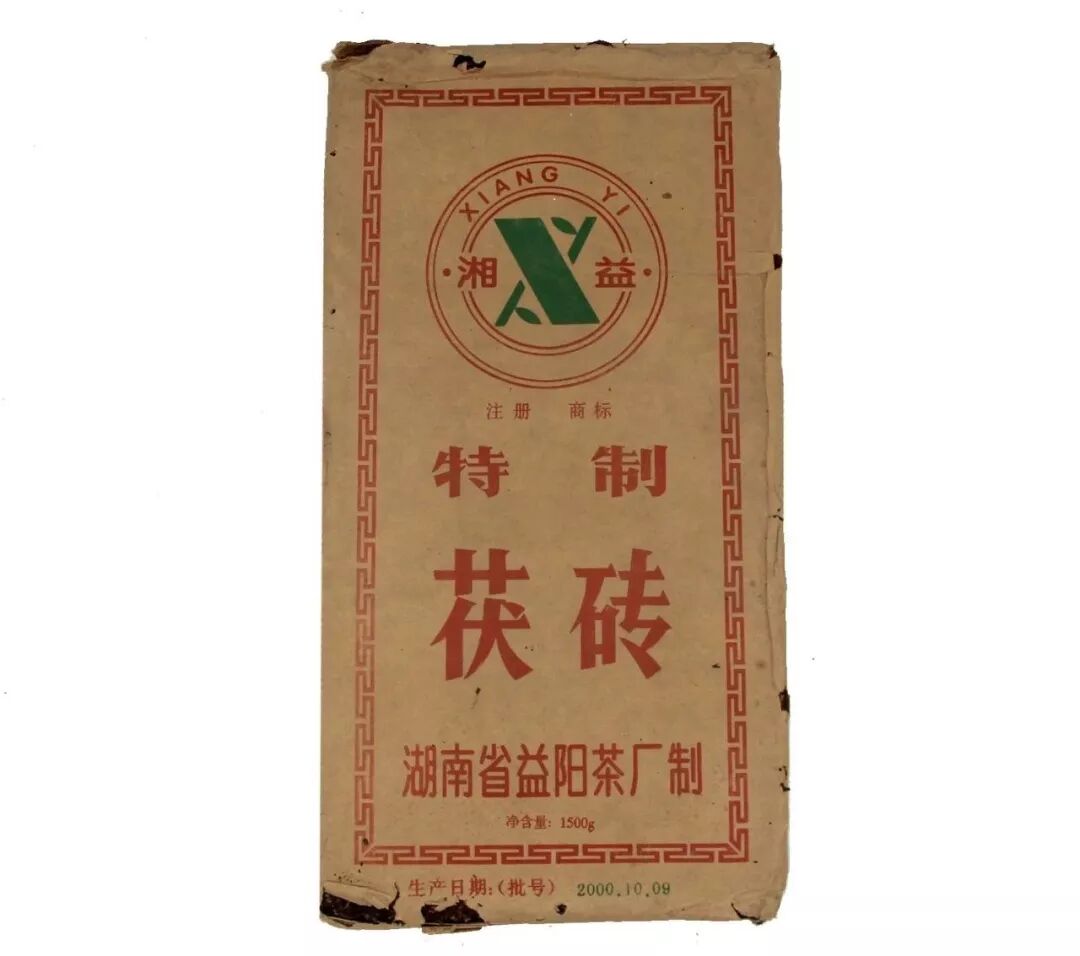 XIANG YI
湘 益
注册 商标
特 制
茯砖
湖南省益阳茶厂制
净含量: 1500g
生产日期:(批号) 2000.10.09